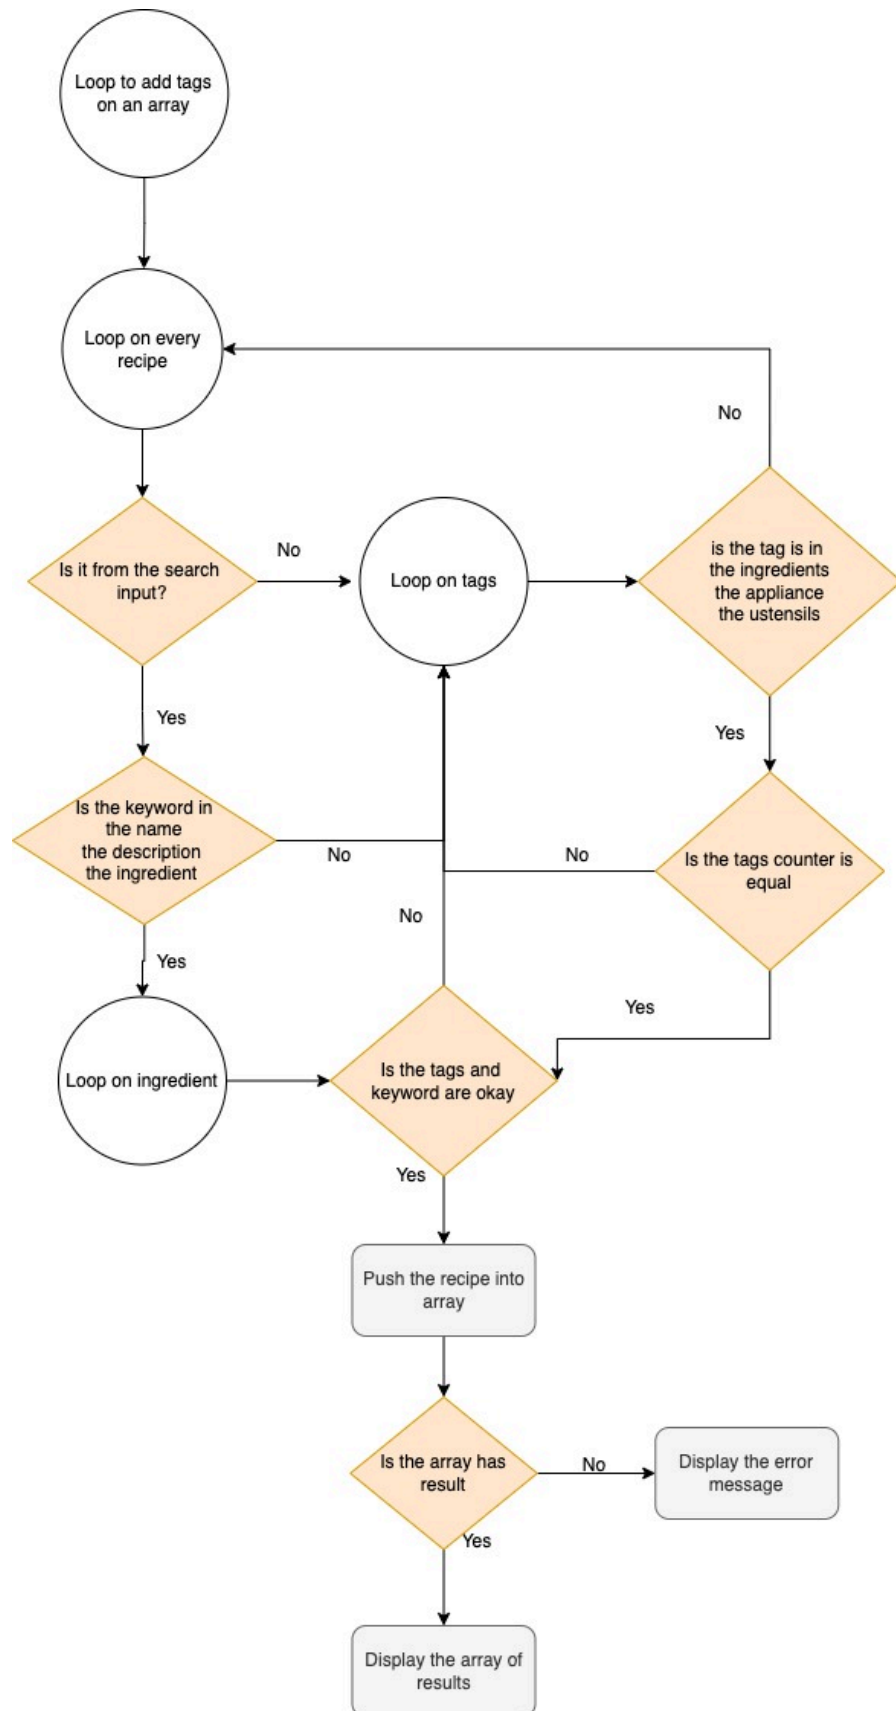 Loop to add tags
on an array
Loop on every
recipe
No
Is it from the search
input?
No
Loop on tags
is the tag is in
the ingredients
the appliance
the ustensils
Yes
Yes
Is the keyword in
the name
the description
the ingredient
No
No
Is the tags counter is
equal
No
Yes
Yes
Loop on ingredient
Is the tags and
keyword are okay
Yes
Push the recipe into
array
Is the array has
result
No
Display the error
message
Yes
Display the array of
results